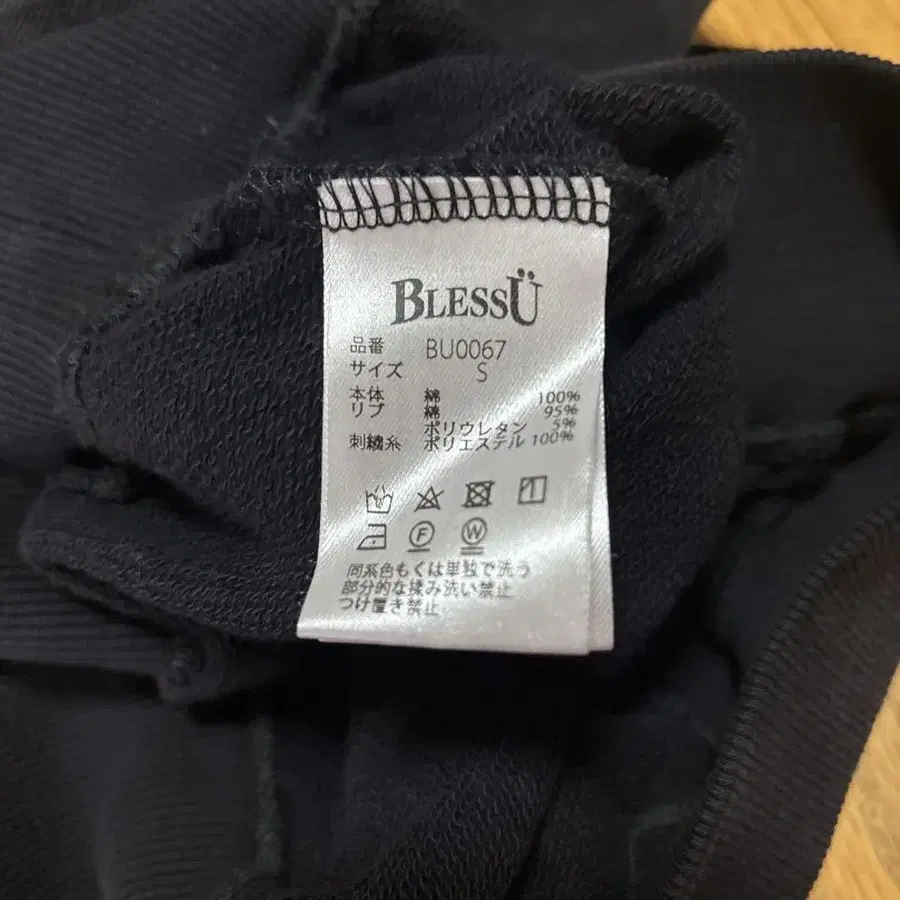 BLESSÜ
品番 BU0067
サイズ S
本体 綿 100%
リブ 綿 95%
ポリウレタン 5%
刺繍糸 ポリエステル 100%
F W
同系色もくは単独で洗う
部分的な揉み洗い禁止
つけ置き禁止